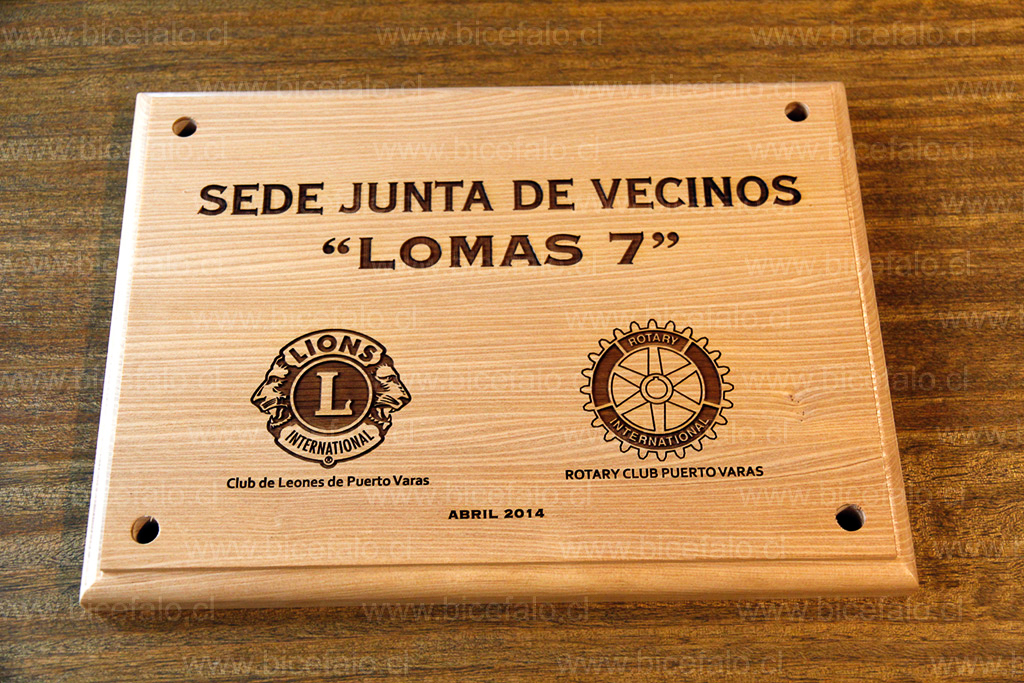 SEDE JUNTA DE VECINOS
“LOMAS 7”
LIONS
L
INTERNATIONAL
®
Club de Leones de Puerto Varas
ROTARY
INTERNATIONAL
ROTARY CLUB PUERTO VARAS
ABRIL 2014
www.bicefalo.cl